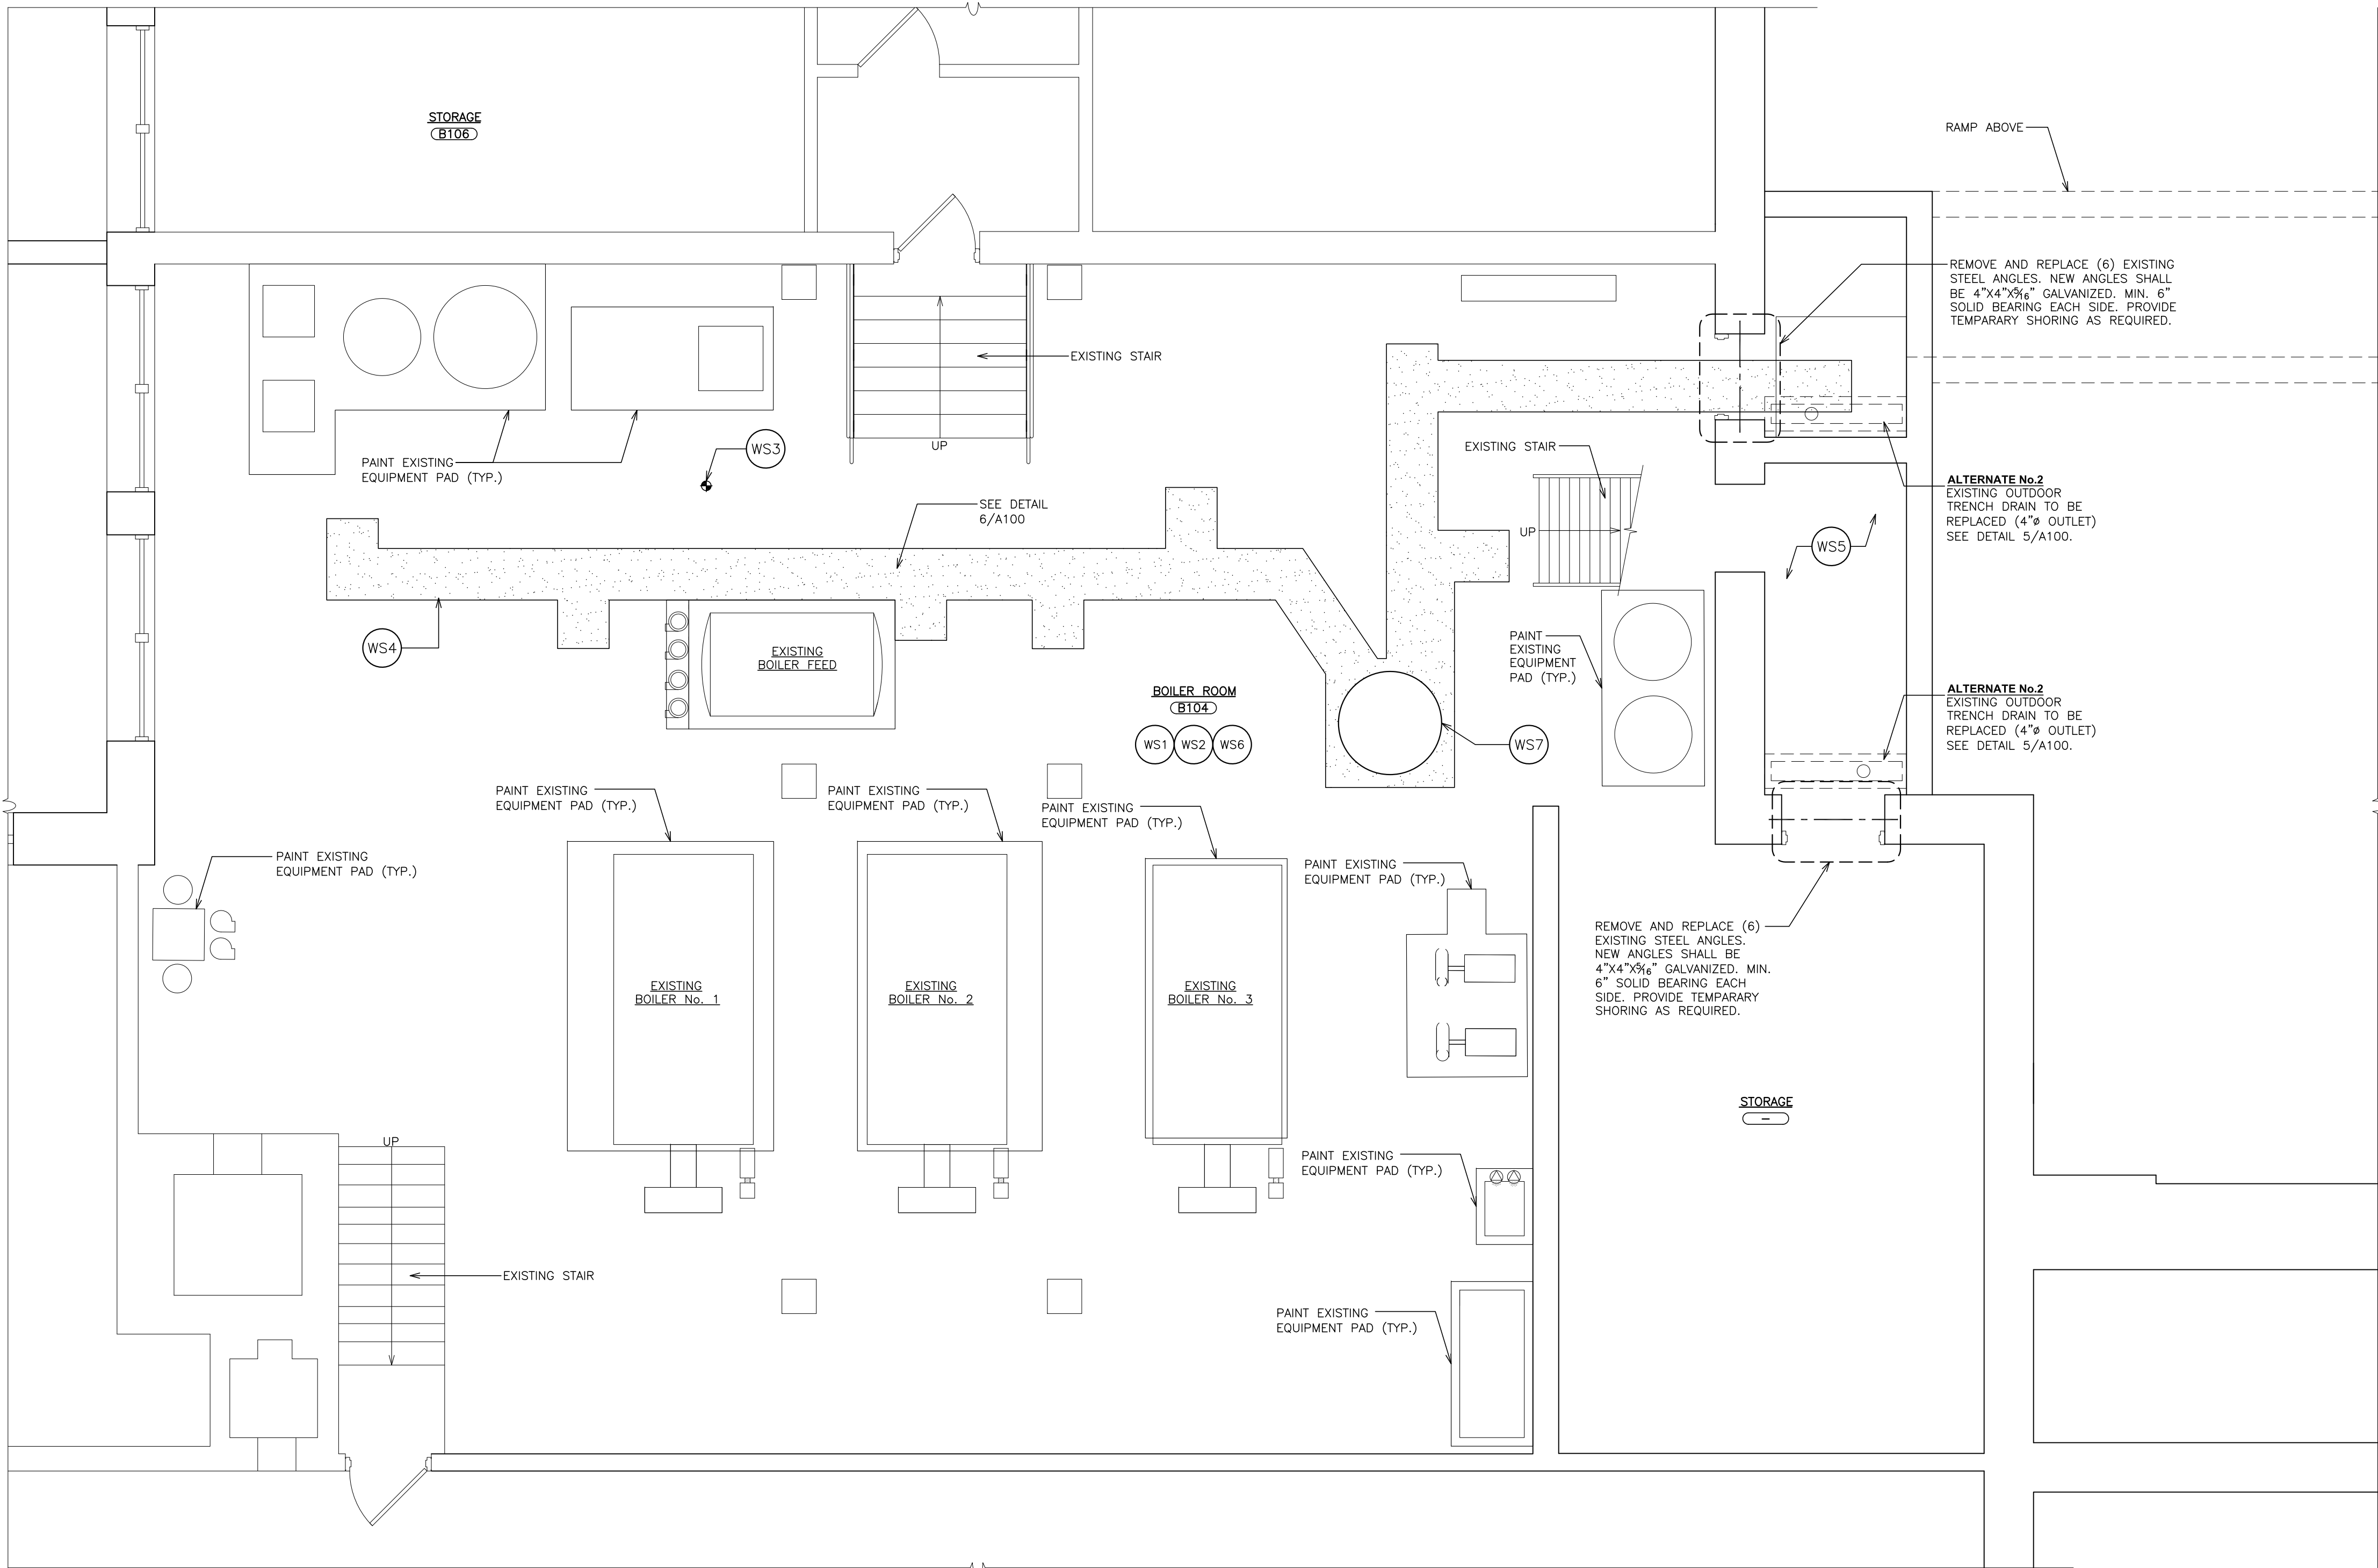 STORAGE
B106
RAMP ABOVE
REMOVE AND REPLACE (6) EXISTING
STEEL ANGLES. NEW ANGLES SHALL
BE 4"X4"X5/16" GALVANIZED. MIN. 6"
SOLID BEARING EACH SIDE. PROVIDE
TEMPARARY SHORING AS REQUIRED.
EXISTING STAIR
UP
WS3
PAINT EXISTING
EQUIPMENT PAD (TYP.)
EXISTING STAIR
UP
SEE DETAIL
6/A100
ALTERNATE No.2
EXISTING OUTDOOR
TRENCH DRAIN TO BE
REPLACED (4"ø OUTLET)
SEE DETAIL 5/A100.
WS5
WS4
EXISTING
BOILER FEED
PAINT
EXISTING
EQUIPMENT
PAD (TYP.)
BOILER ROOM
B104
WS1
WS2
WS6
WS7
ALTERNATE No.2
EXISTING OUTDOOR
TRENCH DRAIN TO BE
REPLACED (4"ø OUTLET)
SEE DETAIL 5/A100.
PAINT EXISTING
EQUIPMENT PAD (TYP.)
PAINT EXISTING
EQUIPMENT PAD (TYP.)
PAINT EXISTING
EQUIPMENT PAD (TYP.)
PAINT EXISTING
EQUIPMENT PAD (TYP.)
PAINT EXISTING
EQUIPMENT PAD (TYP.)
REMOVE AND REPLACE (6)
EXISTING STEEL ANGLES.
NEW ANGLES SHALL BE
4"X4"X5/16" GALVANIZED. MIN.
6" SOLID BEARING EACH
SIDE. PROVIDE TEMPARARY
SHORING AS REQUIRED.
EXISTING
BOILER No. 1
EXISTING
BOILER No. 2
EXISTING
BOILER No. 3
STORAGE
–
UP
PAINT EXISTING
EQUIPMENT PAD (TYP.)
EXISTING STAIR
PAINT EXISTING
EQUIPMENT PAD (TYP.)